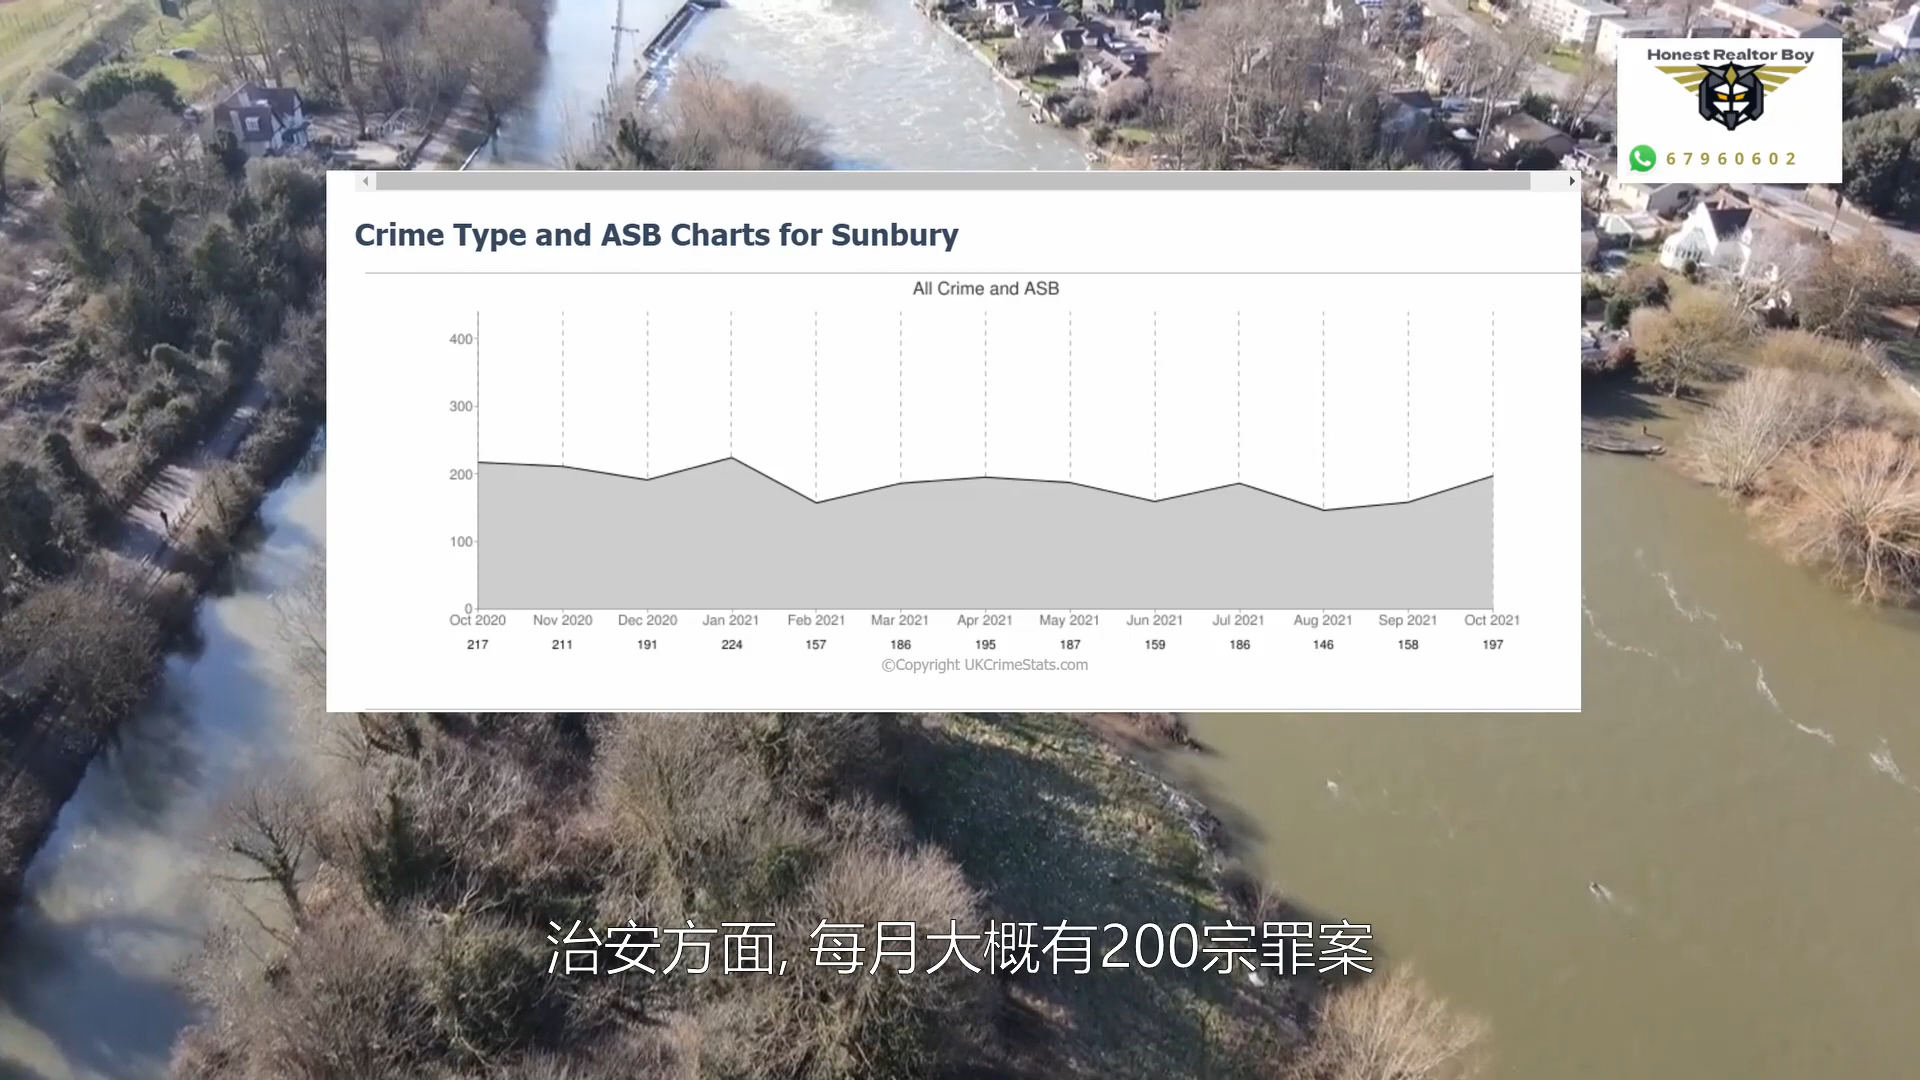 Honest Realtor Boy
67960602
Crime Type and ASB Charts for Sunbury
All Crime and ASB
400
300
200
100
0
Oct 2020 Nov 2020 Dec 2020 Jan 2021 Feb 2021 Mar 2021 Apr 2021 May 2021 Jun 2021 Jul 2021 Aug 2021 Sep 2021 Oct 2021
217 211 191 224 157 186 195 187 159 186 146 158 197
©Copyright UKCrimeStats.com
治安方面, 每月大概有200宗罪案